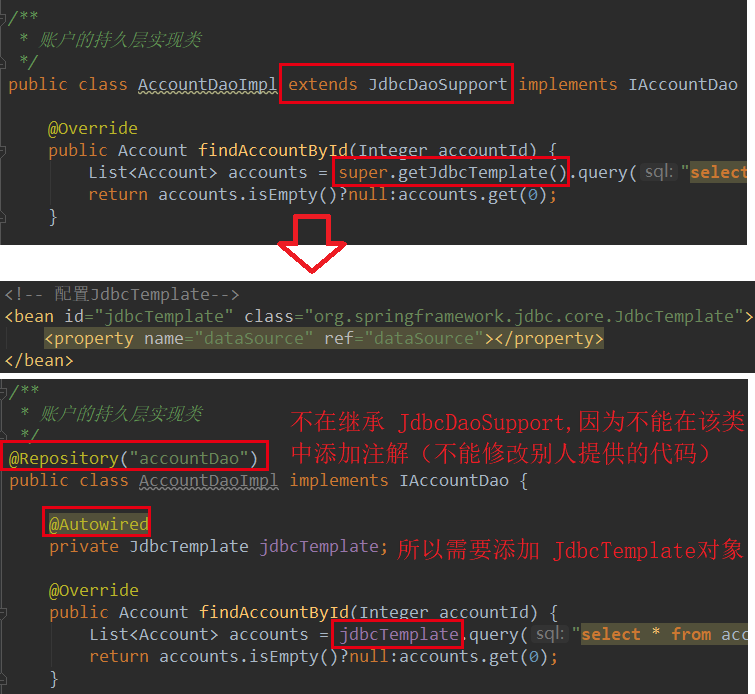 /**
* 账户的持久层实现类
*/
public class AccountDaoImpl extends JdbcDaoSupport implements IAccountDao
@Override
public Account findAccountById(Integer accountId) {
List<Account> accounts = super.getJdbcTemplate().query( sql: "select
return accounts.isEmpty()?null:accounts.get(0);
}
<!-- 配置JdbcTemplate-->
<bean id="jdbcTemplate" class="org.springframework.jdbc.core.JdbcTemplate">
<property name="dataSource" ref="dataSource"></property>
</bean>
/**
* 账户的持久层实现类
*/
不在继承 JdbcDaoSupport,因为不能在该类
中添加注解（不能修改别人提供的代码）
@Repository("accountDao")
public class AccountDaoImpl implements IAccountDao {
@Autowired
private JdbcTemplate jdbcTemplate;
所以需要添加 JdbcTemplate对象
@Override
public Account findAccountById(Integer accountId) {
List<Account> accounts = jdbcTemplate.query( sql: "select * from acc
return accounts.isEmpty()?null:accounts.get(0);
}